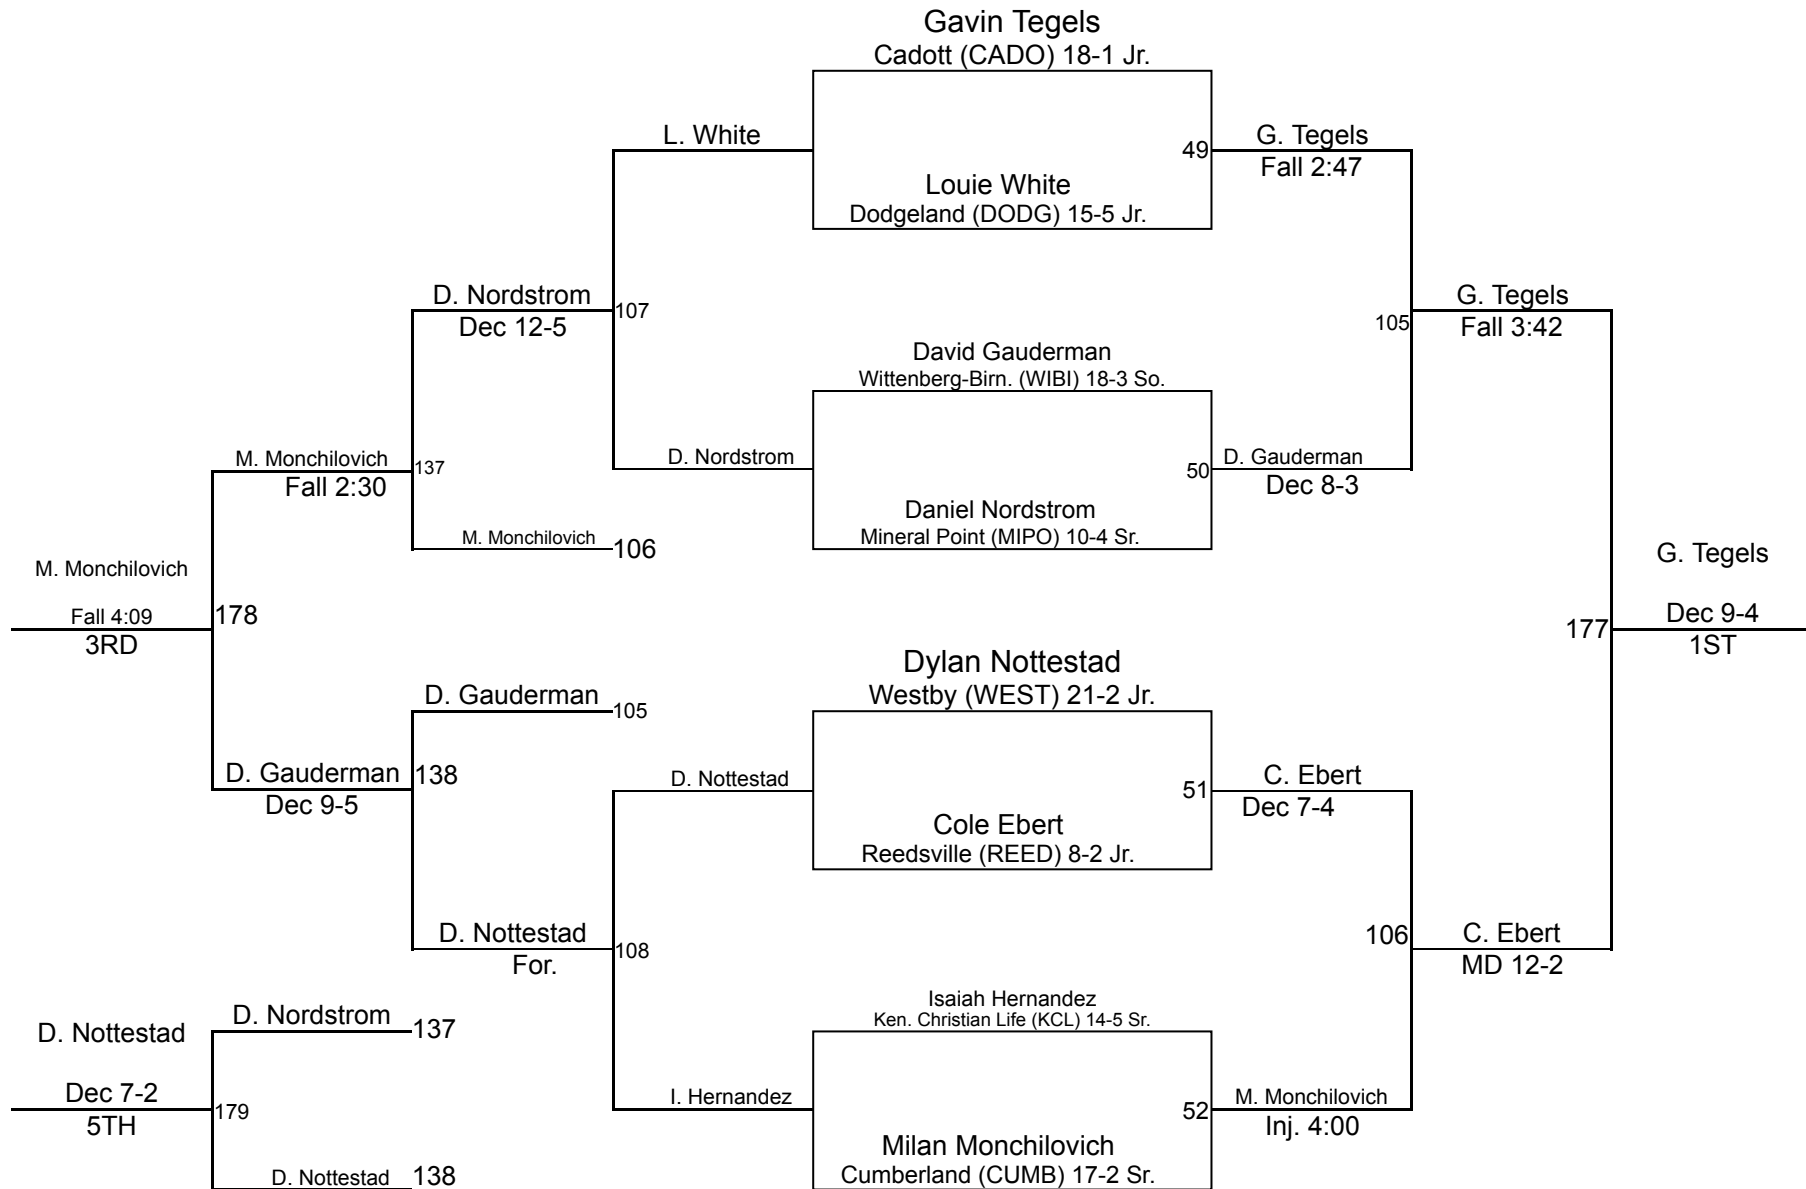 Gavin Tegels
Cadott (CADO) 18-1 Jr.
L. White
49
G. Tegels
Fall 2:47
Louie White
Dodgeland (DODG) 15-5 Jr.
D. Nordstrom
Dec 12-5
107
105
G. Tegels
Fall 3:42
David Gauderman
Wittenberg-Birn. (WIBI) 18-3 So.
M. Monchilovich
Fall 2:30
137
D. Nordstrom
50
D. Gauderman
Dec 8-3
Daniel Nordstrom
Mineral Point (MIPO) 10-4 Sr.
M. Monchilovich
106
M. Monchilovich
Fall 4:09
3RD
178
G. Tegels
177
Dec 9-4
1ST
Dylan Nottestad
Westby (WEST) 21-2 Jr.
D. Gauderman
105
D. Gauderman
Dec 9-5
138
D. Nottestad
51
C. Ebert
Dec 7-4
Cole Ebert
Reedsville (REED) 8-2 Jr.
D. Nottestad
For.
108
106
C. Ebert
MD 12-2
Isaiah Hernandez
Ken. Christian Life (KCL) 14-5 Sr.
D. Nordstrom
137
D. Nottestad
Dec 7-2
5TH
179
I. Hernandez
52
M. Monchilovich
Inj. 4:00
Milan Monchilovich
Cumberland (CUMB) 17-2 Sr.
D. Nottestad
138